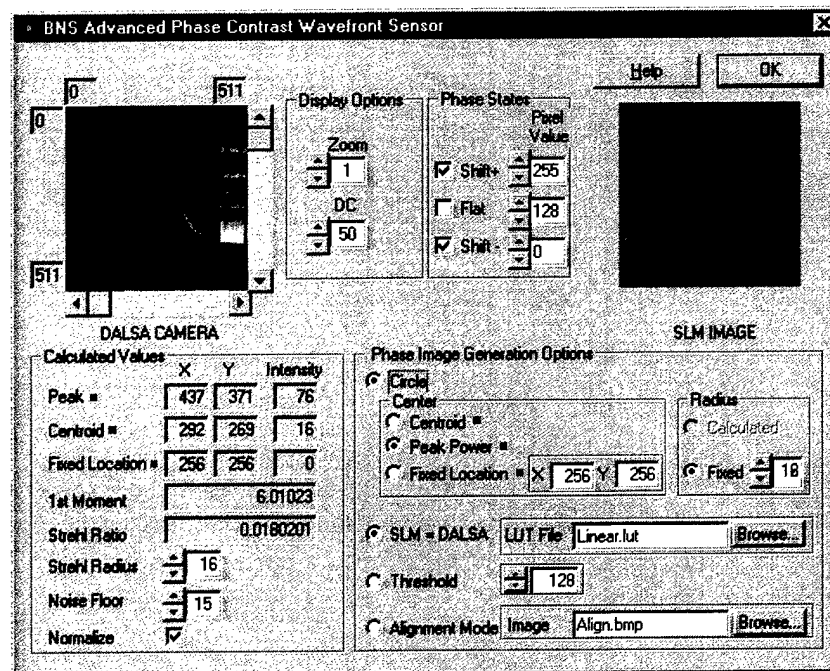 BNS Advanced Phase Contrast Wavefront Sensor
Help OK
0 511
0
511
Display Options
Zoom
1
DC
50
Phase States
Pixel Value
Shift+ 255
Flat 128
Shift - 0
DALSA CAMERA
SLM IMAGE
Calculated Values
X Y Intensity
Peak = 437 371 76
Centroid = 292 269 16
Fixed Location = 256 256 0
1st Moment 6.01023
Strehl Ratio 0.0180201
Strehl Radius 16
Noise Floor 15
Normalize
Phase Image Generation Options
Circle
Center
Centroid =
Peak Power =
Fixed Location = X 256 Y 256
Radius
Calculated
Fixed 18
SLM = DALSA LUT File Linear.lut Browse...
Threshold 128
Alignment Mode Image Align.bmp Browse...